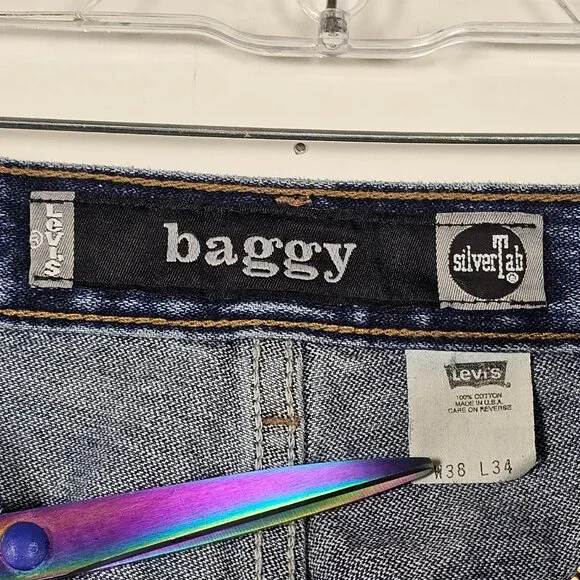 Levi's
®
baggy
silverTab
®
Levi's
100% COTTON
MADE IN U.S.A.
CARE ON REVERSE
W38 L34